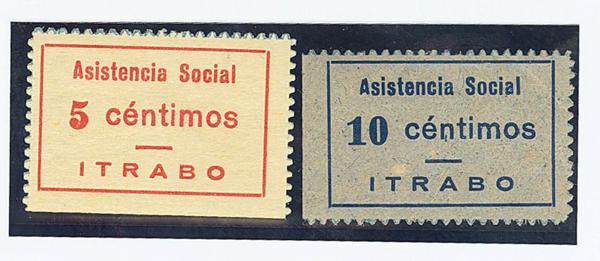 Asistencia Social
5 céntimos
ITRABO
Asistencia Social
10 céntimos
ITRABO